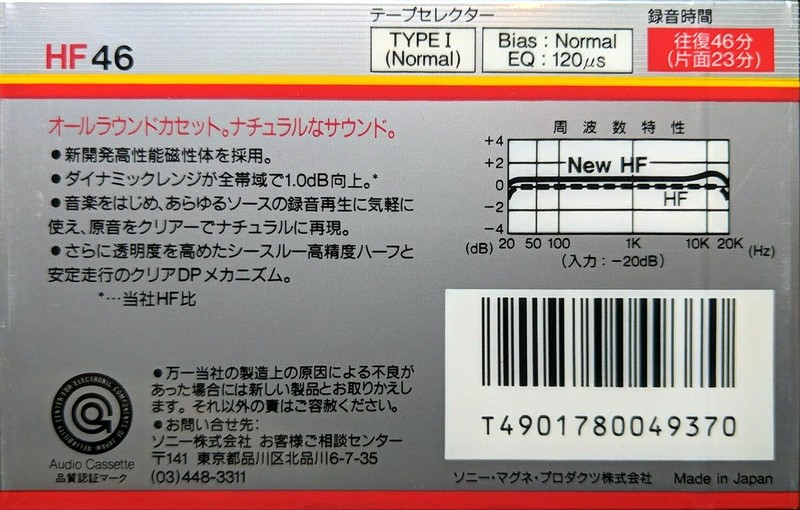 テープセレクター
録音時間
HF46
TYPE I
(Normal)
Bias : Normal
EQ : 120μs
往復46分
(片面23分)
オールラウンドカセット。ナチュラルなサウンド。
●新開発高性能磁性体を採用。
●ダイナミックレンジが全帯域で1.0dB向上。*
●音楽をはじめ、あらゆるソースの録音再生に気軽に
使え、原音をクリアーでナチュラルに再現。
●さらに透明度を高めたシースルー高精度ハーフと
安定走行のクリアDPメカニズム。
*…当社HF比
周波数特性
+4
+2
0
−2
−4
New HF
HF
(dB) 20 50 100 1K 10K 20K (Hz)
(入力：−20dB)
T4901780049370
RELIABILITY CENTER FOR ELECTRONIC COMPONENTS OF JAPAN
Audio Cassette
品質認証マーク
●万一当社の製造上の原因による不良が
あった場合には新しい製品とお取りかえし
ます。それ以外の責はご容赦ください。
●お問い合せ先:
ソニー株式会社 お客様ご相談センター
〒141 東京都品川区北品川6-7-35
(03)448-3311
ソニー・マグネ・プロダクツ株式会社 Made in Japan